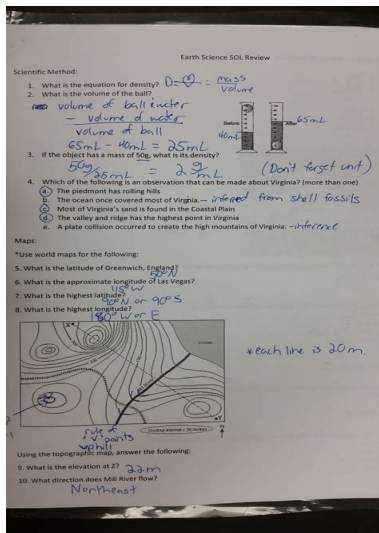 Earth Science SOL Review
Scientific Method:
1. What is the equation for density? D= m/v = mass/volume
2. What is the volume of the ball?
volume of ball & water
- volume of water
volume of ball
65mL - 40mL = 25mL
Before 40mL After 65mL
3. If the object has a mass of 50g, what is its density?
50g/25mL = 2 g/mL (Don't forget unit)
4. Which of the following is an observation that can be made about Virginia? (more than one)
a. The piedmont has rolling hills
b. The ocean once covered most of Virginia. - inferred from shell fossils
c. Most of Virginia's sand is found in the Coastal Plain
d. The valley and ridge has the highest point in Virginia
e. A plate collision occurred to create the high mountains of Virginia. - inference
Maps:
*Use world maps for the following:
5. What is the latitude of Greenwich, England?
50°N
6. What is the approximate longitude of Las Vegas?
115°W
7. What is the highest latitude?
90°N or 90°S
8. What is the highest longitude?
180° W or E
X
*each line is 20m.
Y
rule of
"V" points
uphill
N
Using the topographic map, answer the following:
9. What is the elevation at Z? 22m
10. What direction does Mill River flow?
Northeast